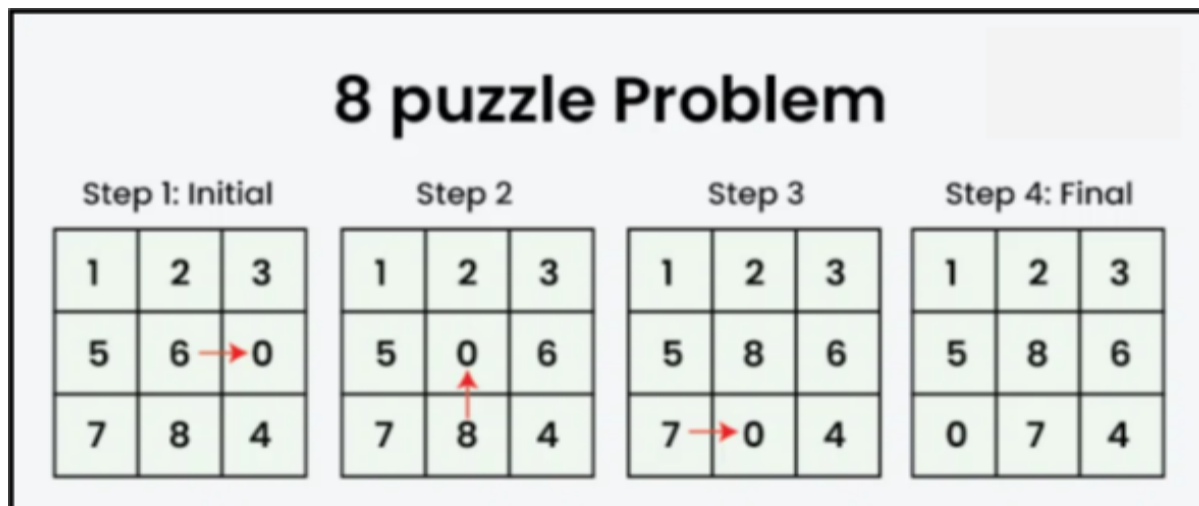 8 puzzle Problem
Step 1: Initial
1 2 3
5 6 0
7 8 4
Step 2
1 2 3
5 0 6
7 8 4
Step 3
1 2 3
5 8 6
7 0 4
Step 4: Final
1 2 3
5 8 6
0 7 4